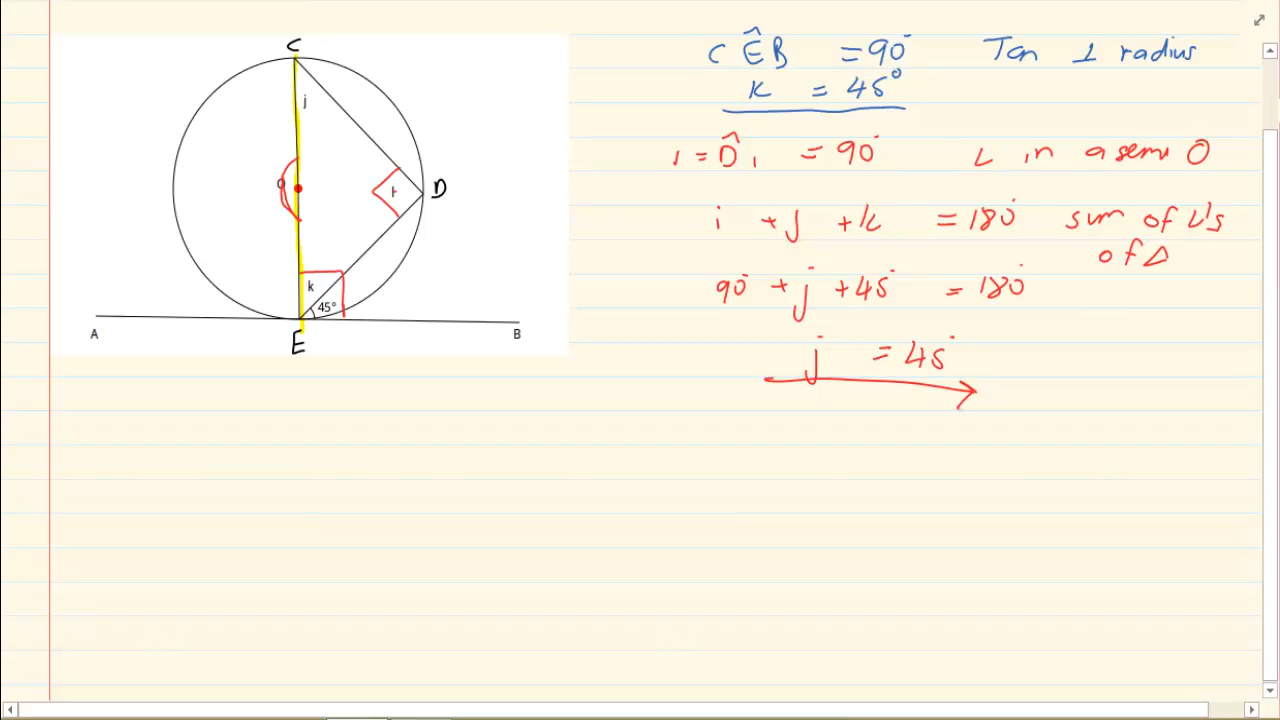 C
j
O
D
k
45°
A
B
E
CÊB = 90° Tan ⊥ radius
k = 45°
i = D̂₁ = 90° ∠ in a semi O
i + j + k = 180° sum of ∠'s
of Δ
90° + j + 45° = 180°
j = 45°